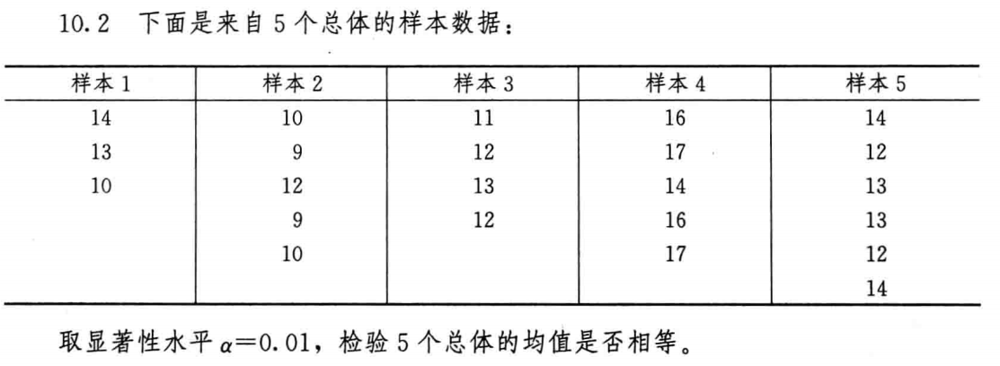 10.2 下面是来自 5 个总体的样本数据：
样本 1 样本 2 样本 3 样本 4 样本 5
14 10 11 16 14
13 9 12 17 12
10 12 13 14 13
9 12 16 13
10 17 12
14
取显著性水平 α=0.01，检验 5 个总体的均值是否相等。